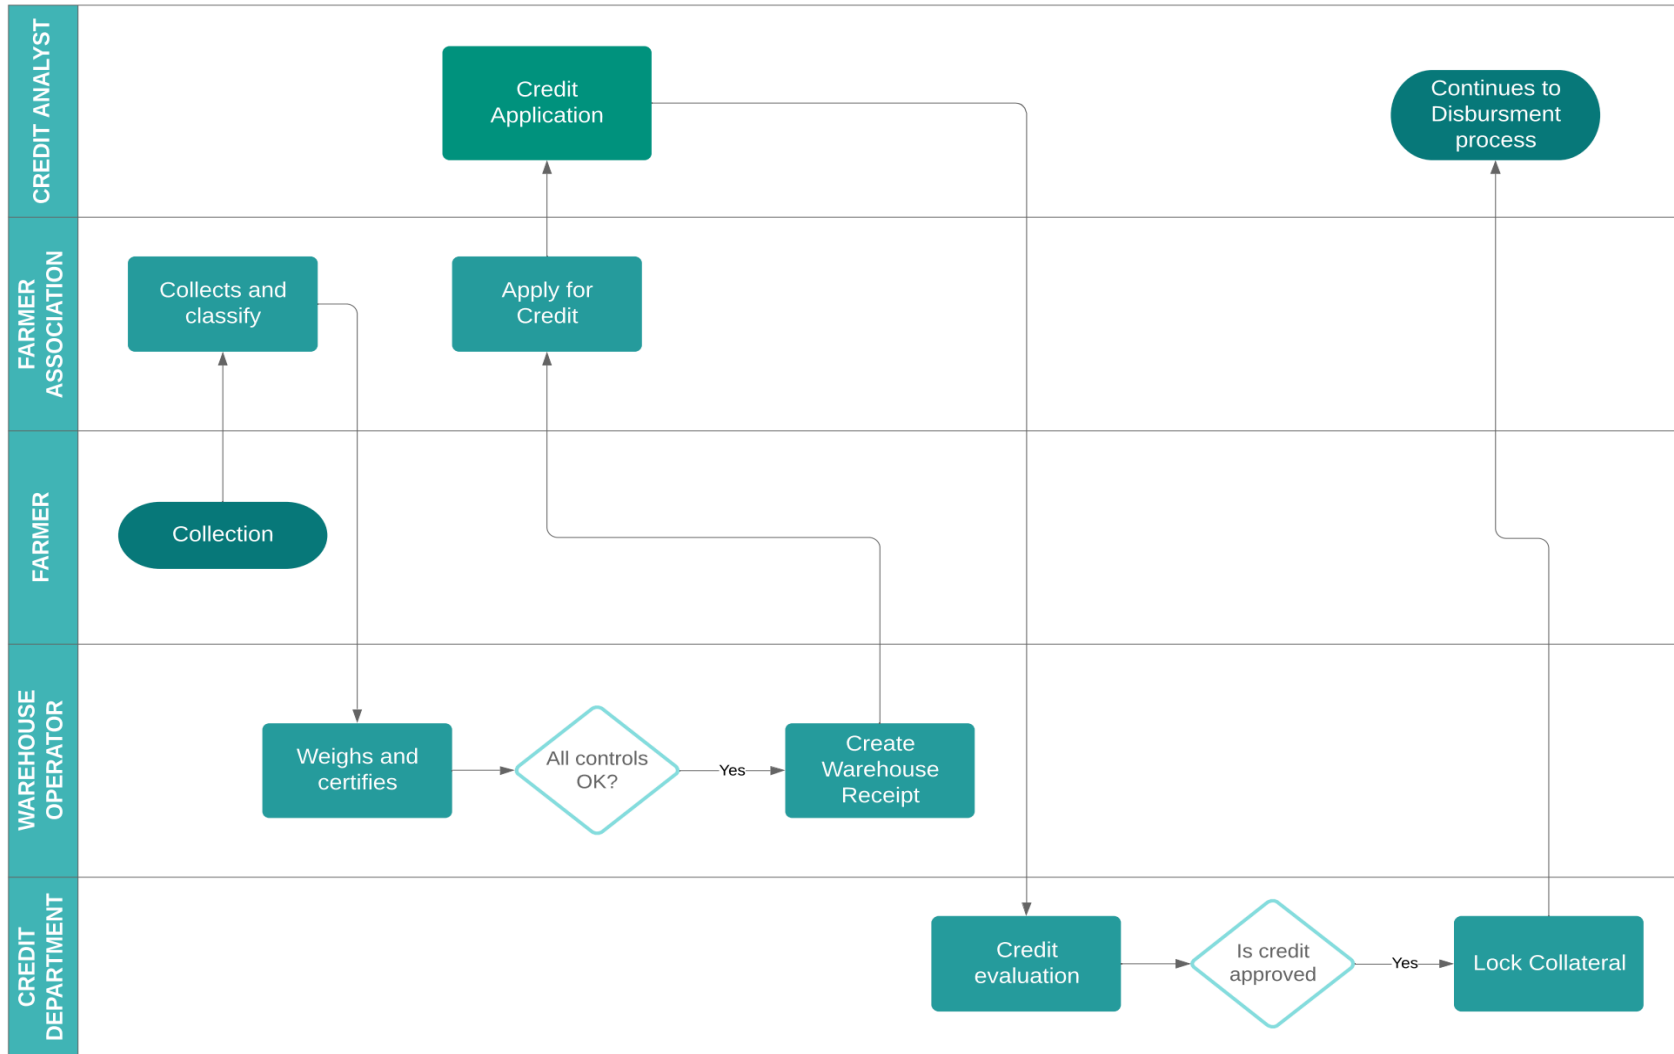 CREDIT ANALYST
Credit
Application
Continues to
Disbursment
process
FARMER
ASSOCIATION
Collects and
classify
Apply for
Credit
FARMER
Collection
WAREHOUSE
OPERATOR
Weighs and
certifies
All controls
OK?
Yes
Create
Warehouse
Receipt
CREDIT
DEPARTMENT
Credit
evaluation
Is credit
approved
Yes
Lock Collateral